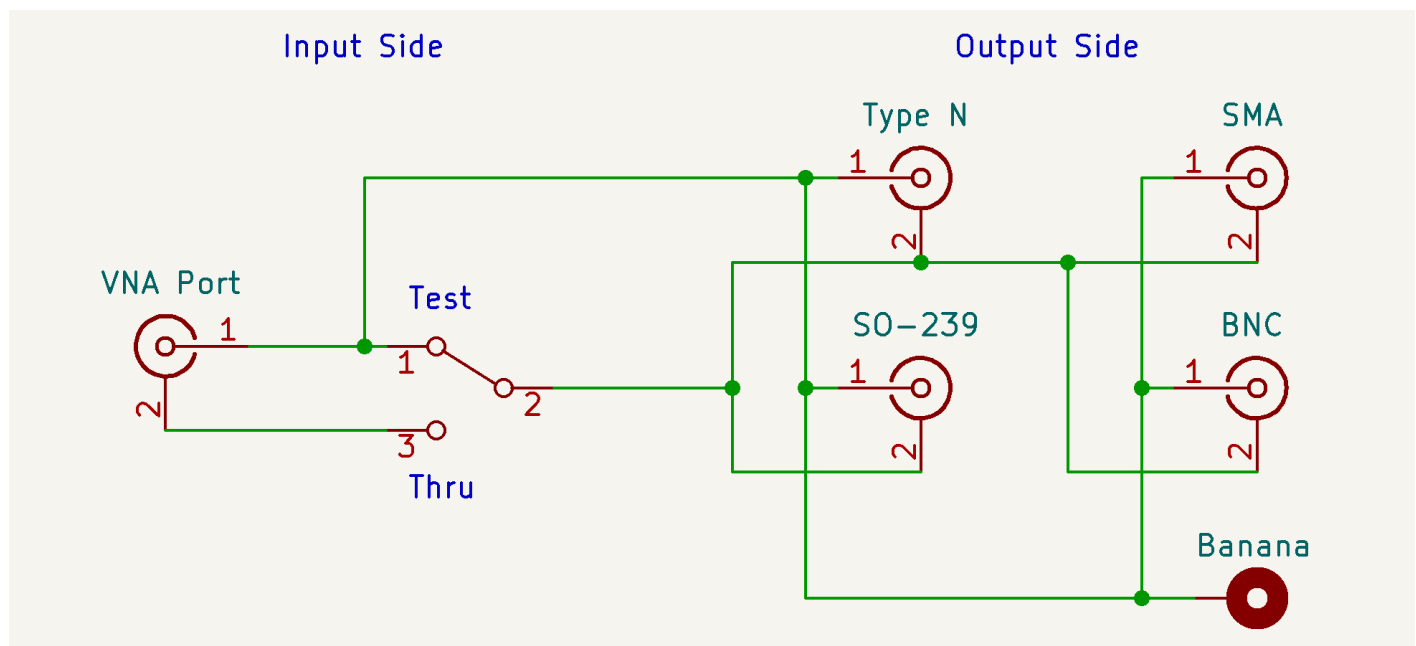 Input Side
Output Side
Type N
SMA
1
1
2
2
VNA Port
Test
1
1
2
SO-239
BNC
1
1
2
3
2
2
Thru
Banana